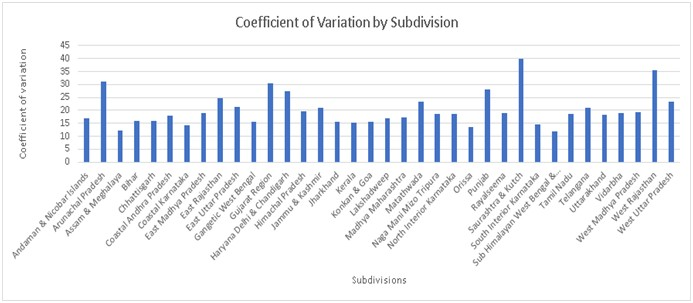 Coefficient of Variation by Subdivision
Coefficient of variation
45
40
35
30
25
20
15
10
5
0
Andaman & Nicobar Islands
Arunachal Pradesh
Assam & Meghalaya
Bihar
Chhattisgarh
Coastal Andhra Pradesh
Coastal Karnataka
East Madhya Pradesh
East Rajasthan
East Uttar Pradesh
Gangetic West Bengal
Gujarat Region
Haryana Delhi & Chandigarh
Himachal Pradesh
Jammu & Kashmir
Jharkhand
Kerala
Konkan & Goa
Lakshadweep
Madhya Maharashtra
Matathwada
Naga Mani Mizo Tripura
North Interior Karnataka
Orissa
Punjab
Rayalseema
Saurashtra & Kutch
South Interior Karnataka
Sub Himalayan West Bengal &...
Tamil Nadu
Telangana
Uttarakhand
Vidarbha
West Madhya Pradesh
West Rajasthan
West Uttar Pradesh
Subdivisions